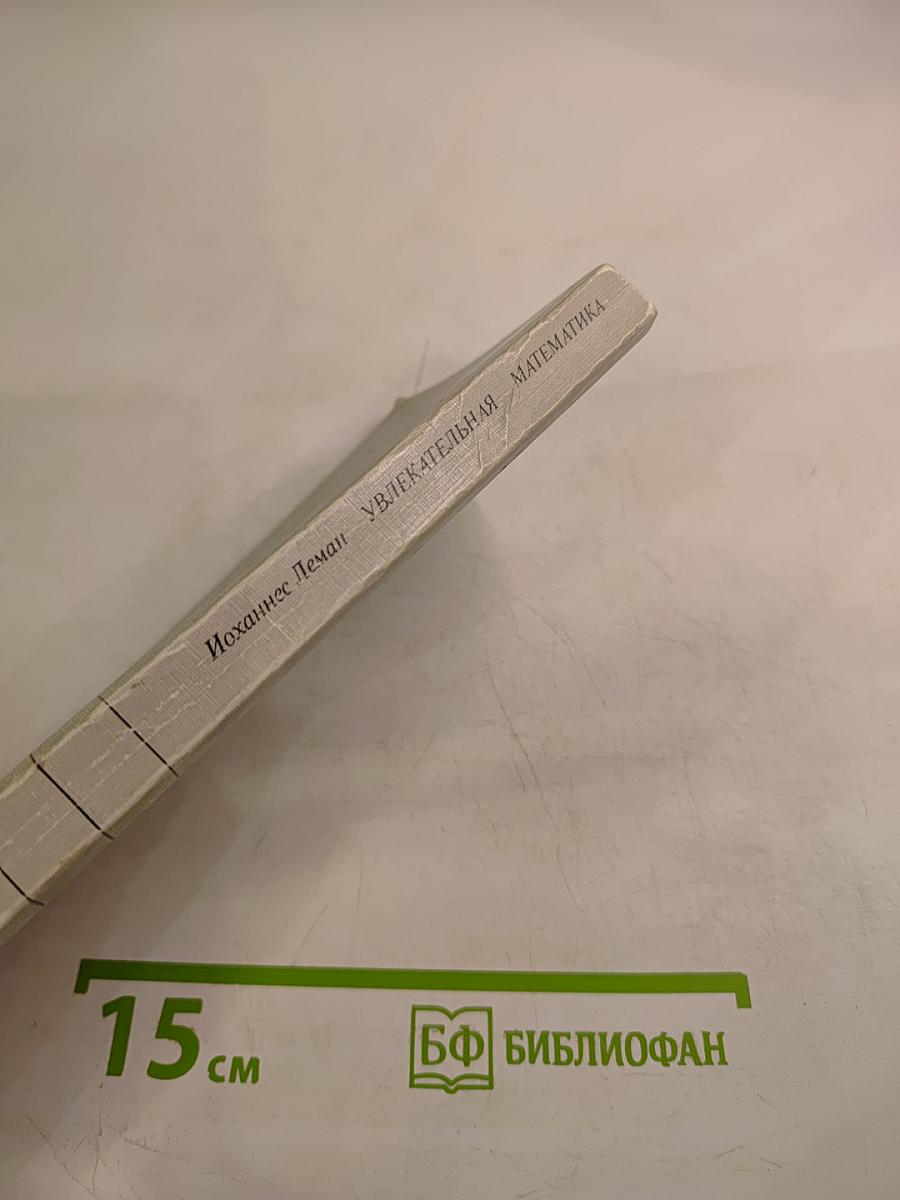 Иоханнес Леман УВЛЕКАТЕЛЬНАЯ МАТЕМАТИКА
15 см
БФ БИБЛИОФАН